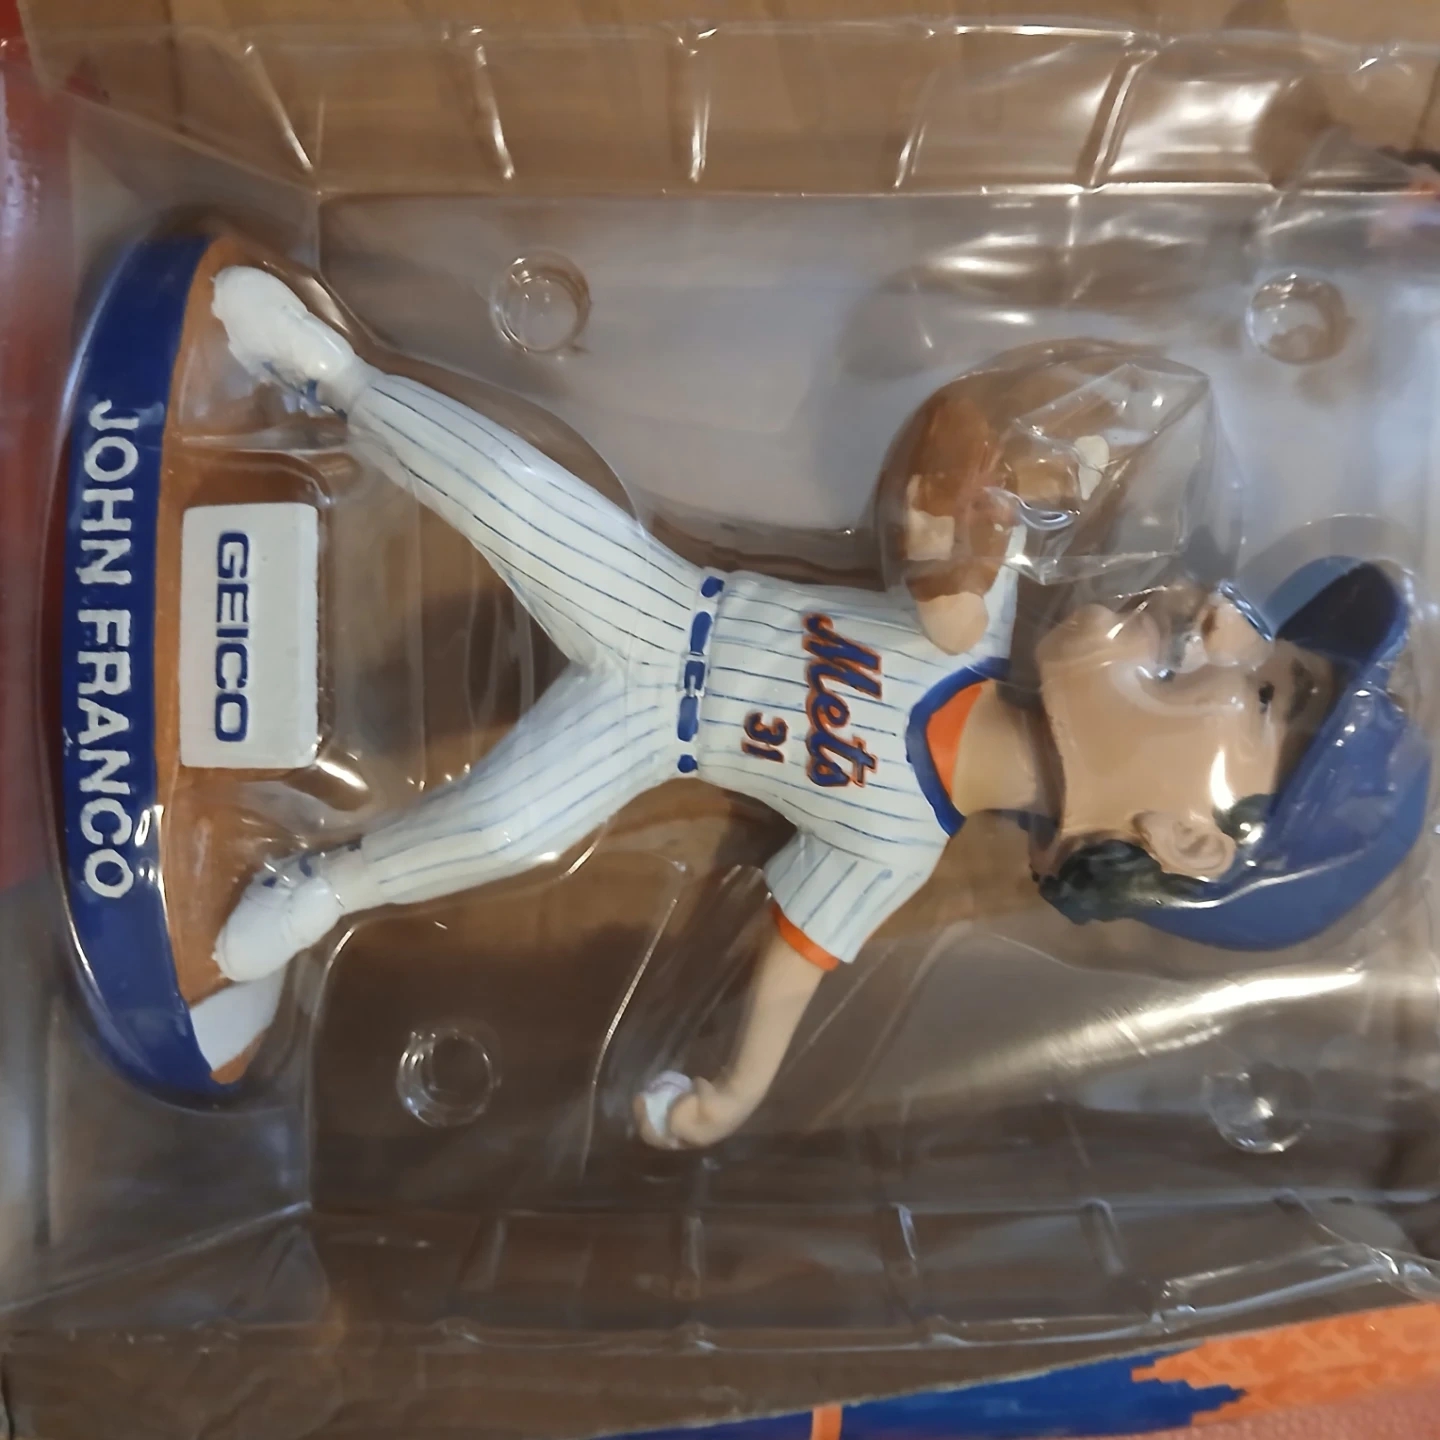 Mets
31
GEICO
JOHN FRANCO